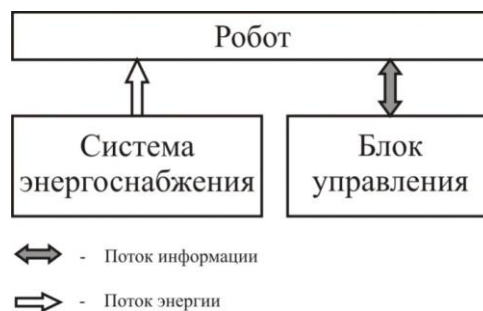 Робот
Система
энергоснабжения
Блок
управления
- Поток информации
- Поток энергии